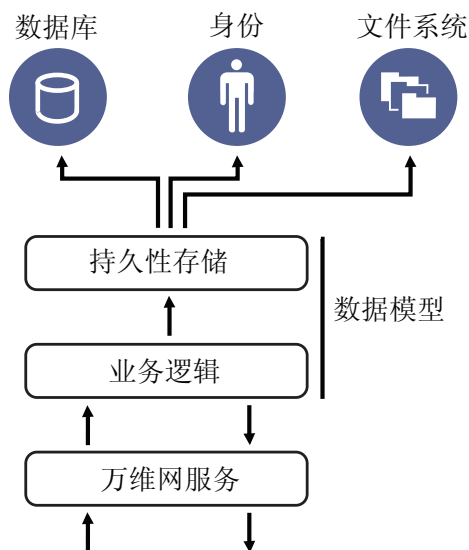 数据库
身份
文件系统
持久性存储
数据模型
业务逻辑
万维网服务